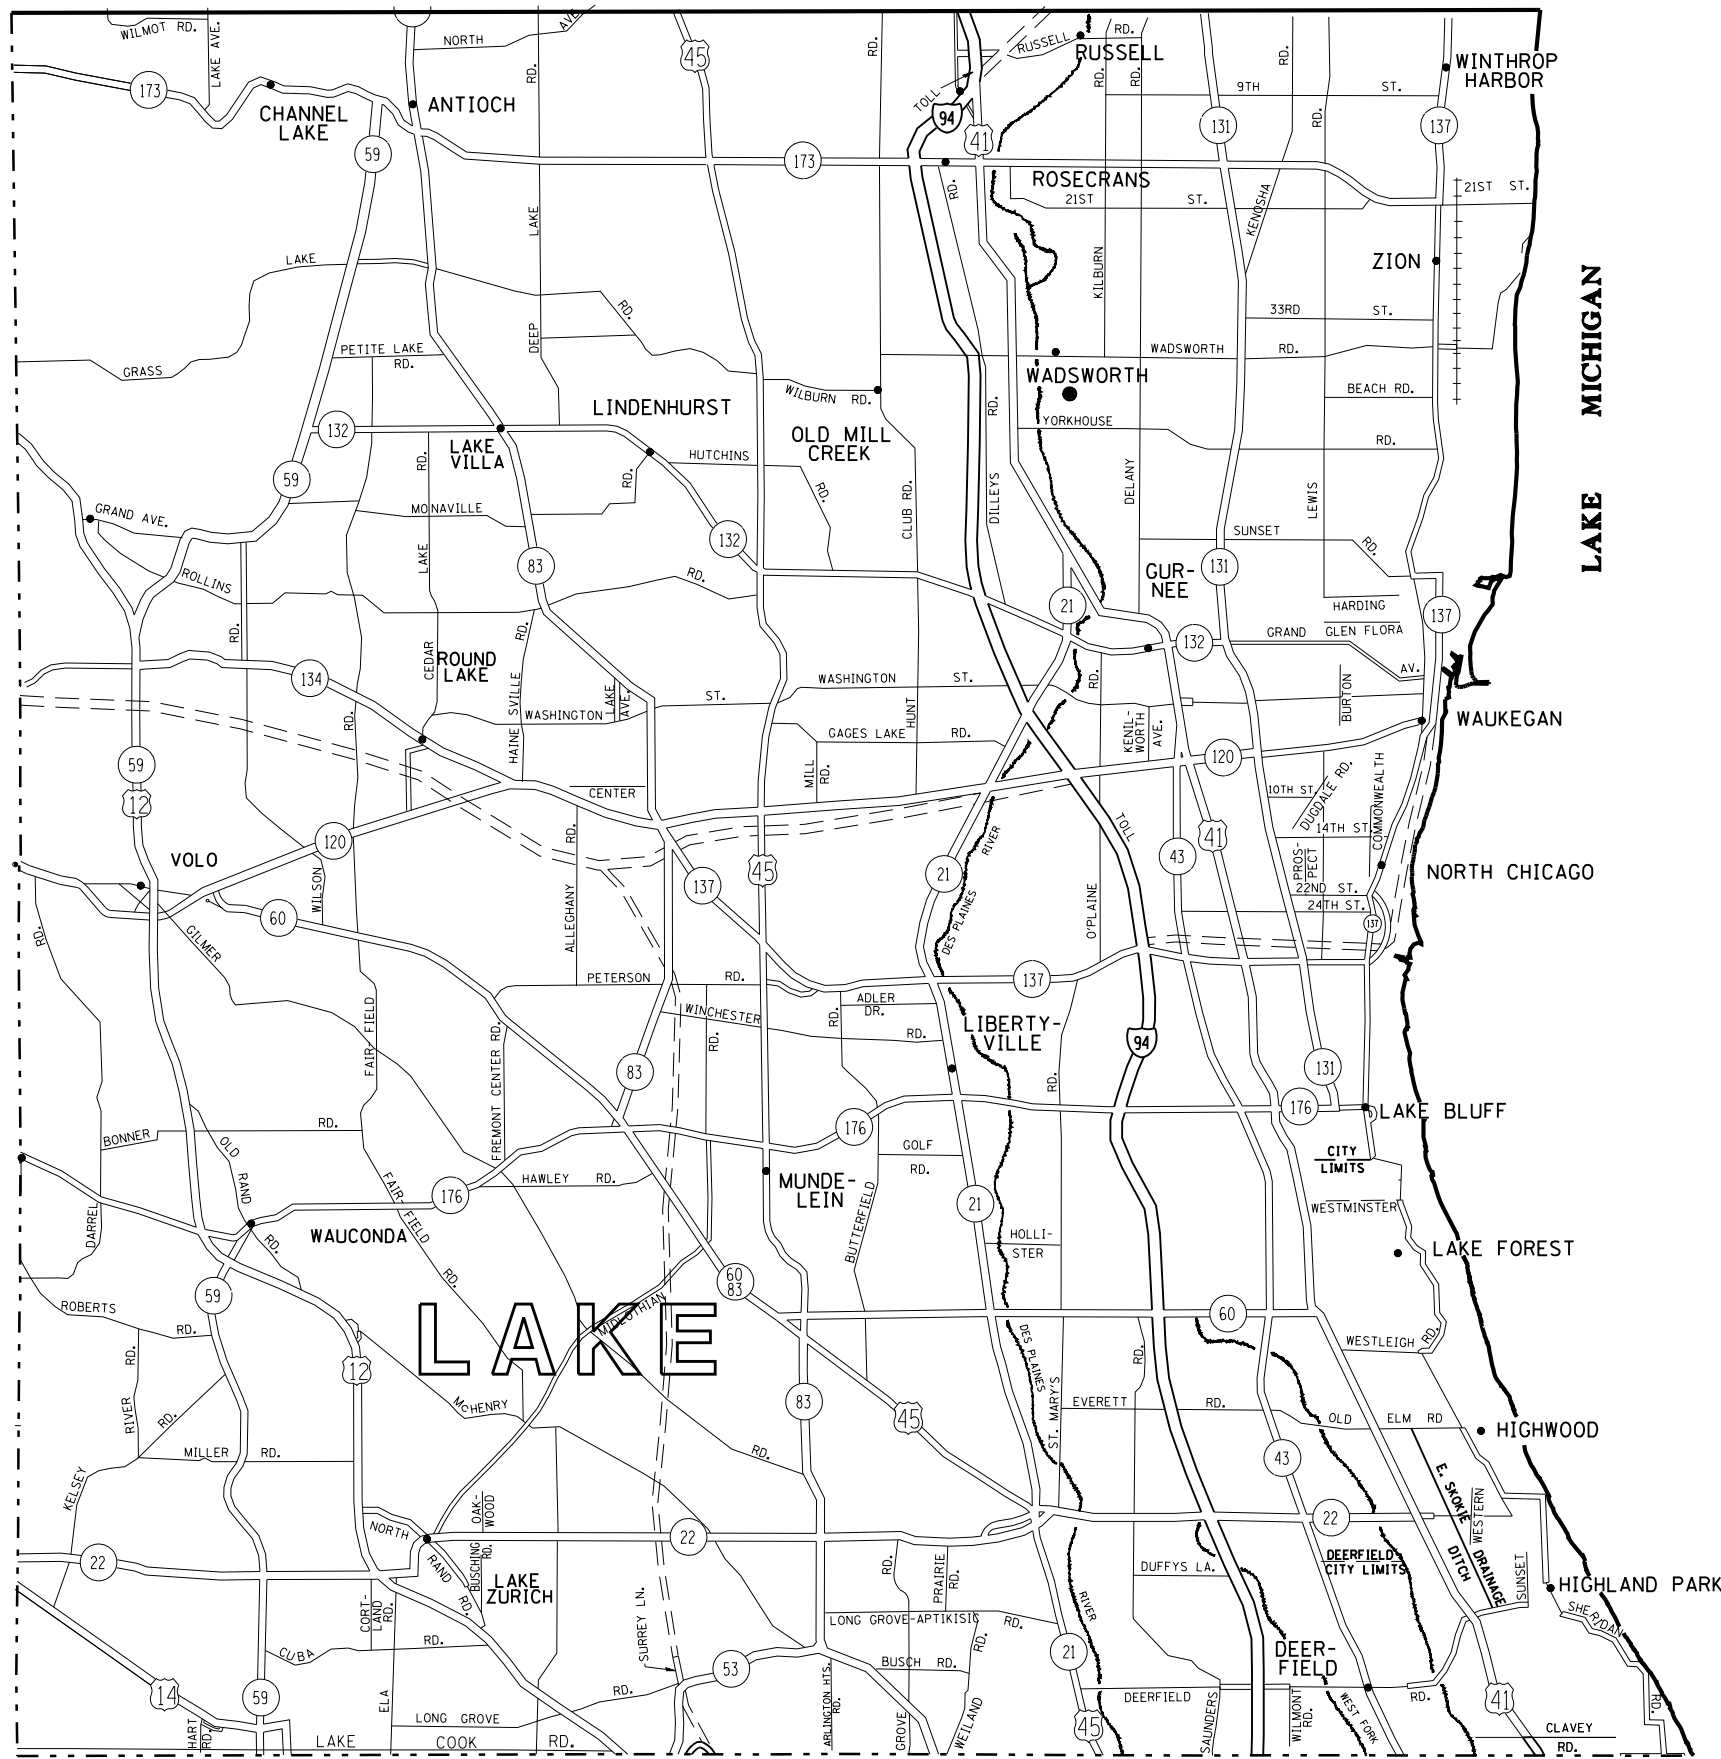 WILMOT RD.
LAKE AVE.
NORTH
AVE.
45
RD.
RD.
RUSSELL
RD.
RUSSELL
WINTHROP
HARBOR
173
CHANNEL
LAKE
ANTIOCH
59
TOLL
94
41
RD.
RD.
9TH
ST.
RD.
RD.
131
137
173
ROSECRANS
RD.
21ST
ST.
21ST ST.
KENOSHA
LAKE
LAKE
RD.
KILBURN
ZION
33RD
ST.
LAKE MICHIGAN
GRASS
PETITE LAKE
RD.
DEEP
WADSWORTH
RD.
WADSWORTH
BEACH RD.
WILBURN RD.
RD.
LINDENHURST
132
LAKE
VILLA
OLD MILL
CREEK
YORKHOUSE
RD.
RD.
HUTCHINS
RD.
RD.
59
DELANY
LEWIS
DILLEYS
CLUB RD.
GRAND AVE.
MONAVILLE
132
SUNSET
RD.
ROLLINS
LAKE
83
RD.
GUR-
NEE
131
21
HARDING
137
132
GRAND
GLEN FLORA
AV.
RD.
CEDAR
ROUND
LAKE
RD.
134
HAINESVILLE
LAKE
AVE.
WASHINGTON
ST.
WASHINGTON
ST.
RD.
BURTON
RD.
HUNT
GAGES LAKE
RD.
KENIL-
WORTH
AVE.
WAUKEGAN
59
12
MILL
RD.
120
CENTER
10TH ST.
DUGDALE RD.
COMMONWEALTH
TOLL
14TH ST.
120
RD.
41
43
VOLO
45
RIVER
21
PROS-
PECT
NORTH CHICAGO
137
22ND ST.
24TH ST.
137
WILSON
60
ALLEGHANY
DES PLAINES
O'PLAINE
RD.
GILMER
PETERSON
RD.
137
ADLER
DR.
RD.
WINCHESTER
RD.
RD.
LIBERTY-
VILLE
94
FAIRFIELD
FREMONT CENTER RD.
83
RD.
131
176
LAKE BLUFF
BONNER
RD.
OLD
RAND
RD.
176
GOLF
RD.
CITY
LIMITS
HAWLEY RD.
176
MUNDE-
LEIN
21
WESTMINSTER
DARREL
FAIR-
FIELD
RD.
WAUCONDA
BUTTERFIELD
HOLLI-
STER
LAKE FOREST
59
60
83
ROBERTS
RD.
LAKE
MIDLOTHIAN
60
WESTLEIGH
RD.
DES PLAINES
RD.
12
RIVER
RD.
RD.
McHENRY
83
45
ST. MARY'S
EVERETT
RD.
OLD
ELM RD
HIGHWOOD
MILLER
RD.
RD.
43
KELSEY
E. SKOKIE
DRAINAGE
DITCH
OAK-
WOOD
WESTERN
NORTH
22
22
22
RAND
RD.
BUSCHING
RD.
LAKE
ZURICH
PRAIRIE
RD.
RD.
DUFFYS LA.
DEERFIELD
CITY LIMITS
SUNSET
HIGHLAND PARK
CORT-
LAND
RD.
SURREY LN.
LONG GROVE-APTIKISIC
RD.
RIVER
SHERIDAN
CUBA
RD.
53
BUSCH RD.
RD.
21
DEER-
FIELD
14
59
RD.
DEERFIELD
RD.
41
RD.
ELA
LONG GROVE
ARLINGTON HTS.
RD.
GROVE
WEILAND
45
SAUNDERS
WILMONT
RD.
WEST FORK
HART
RD.
LAKE
COOK
RD.
CLAVEY
RD.